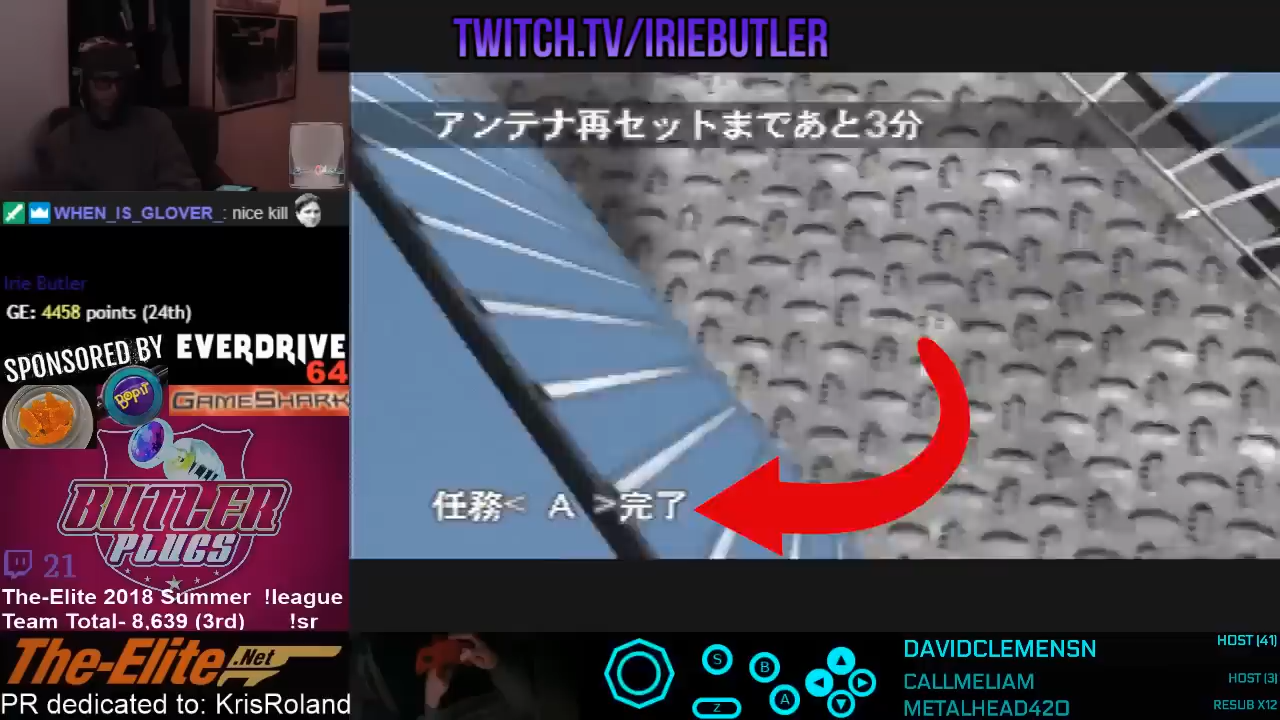 TWITCH.TV/IRIEBUTLER
アンテナ再セットまであと3分
WHEN_IS_GLOVER_: nice kill
Irie Butler
GE: 4458 points (24th)
SPONSORED BY EVERDRIVE
64
BOP IT
GAMESHARK
BUTLER
PLUGS
21
任務< A >完了
The-Elite 2018 Summer !league
Team Total- 8,639 (3rd) !sr
The-Elite.Net
PR dedicated to: KrisRoland
S
B
A
Z
DAVIDCLEMENSN HOST (41)
CALLMELIAM HOST (3)
METALHEAD420 RESUB X12